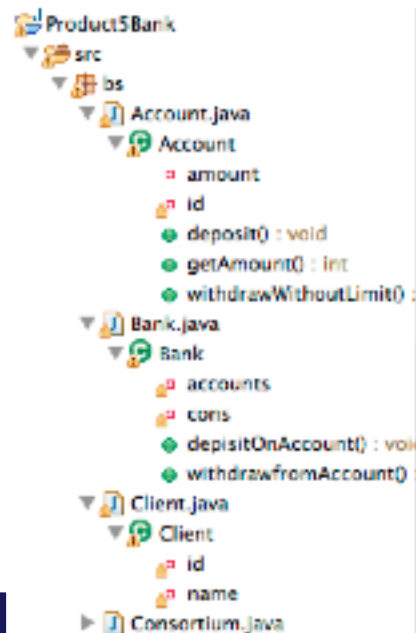 Product5Bank
src
bs
Account.java
Account
amount
id
deposit() : void
getAmount() : int
withdrawWithoutLimit() :
Bank.java
Bank
accounts
cons
depisitOnAccount() : voi
withdrawfromAccount() :
Client.java
Client
id
name
Consortium.java